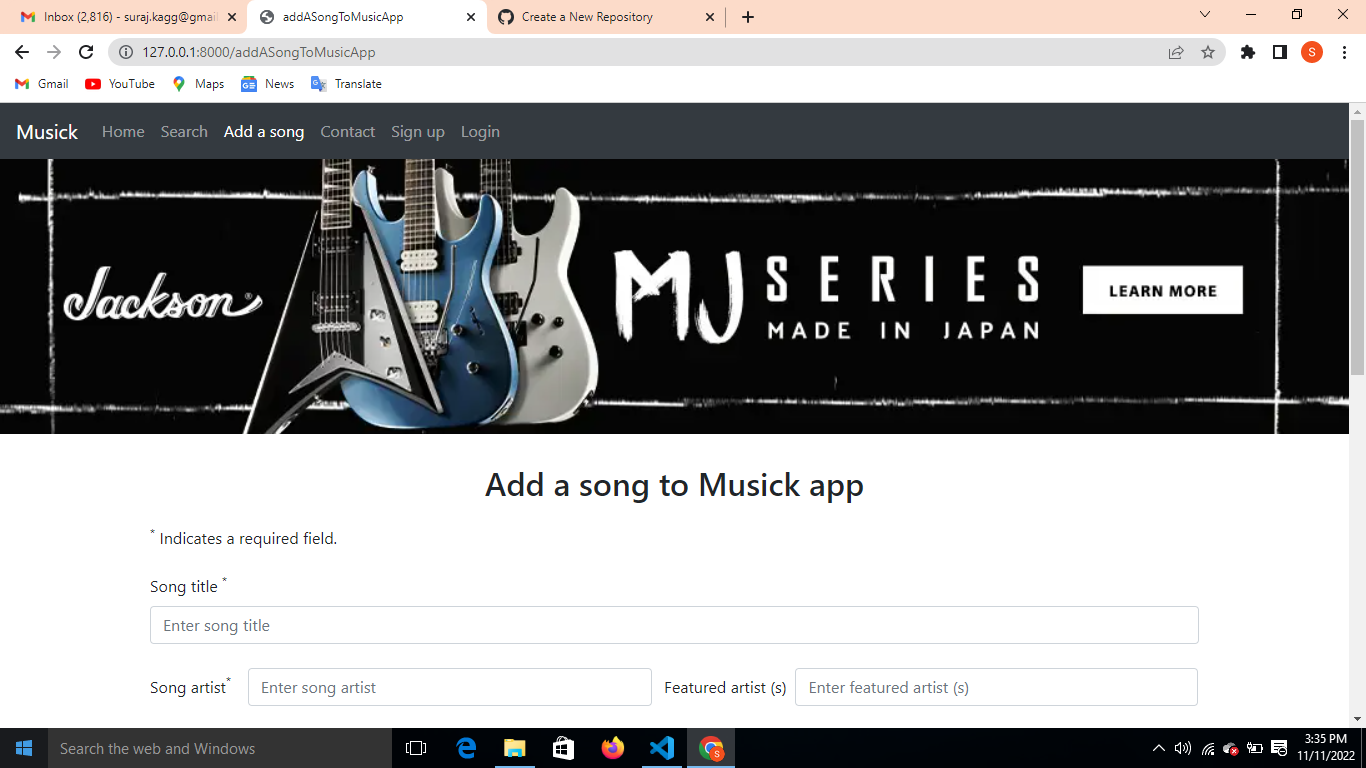 Inbox (2,816) - suraj.kagg@gmai
addASongToMusicApp
Create a New Repository
127.0.0.1:8000/addASongToMusicApp
S
Gmail
YouTube
Maps
News
Translate
Musick Home Search Add a song Contact Sign up Login
Jackson®
MJ SERIES
MADE IN JAPAN
LEARN MORE
Add a song to Musick app
* Indicates a required field.
Song title *
Enter song title
Song artist* Enter song artist Featured artist (s) Enter featured artist (s)
Search the web and Windows
S
3:35 PM
11/11/2022